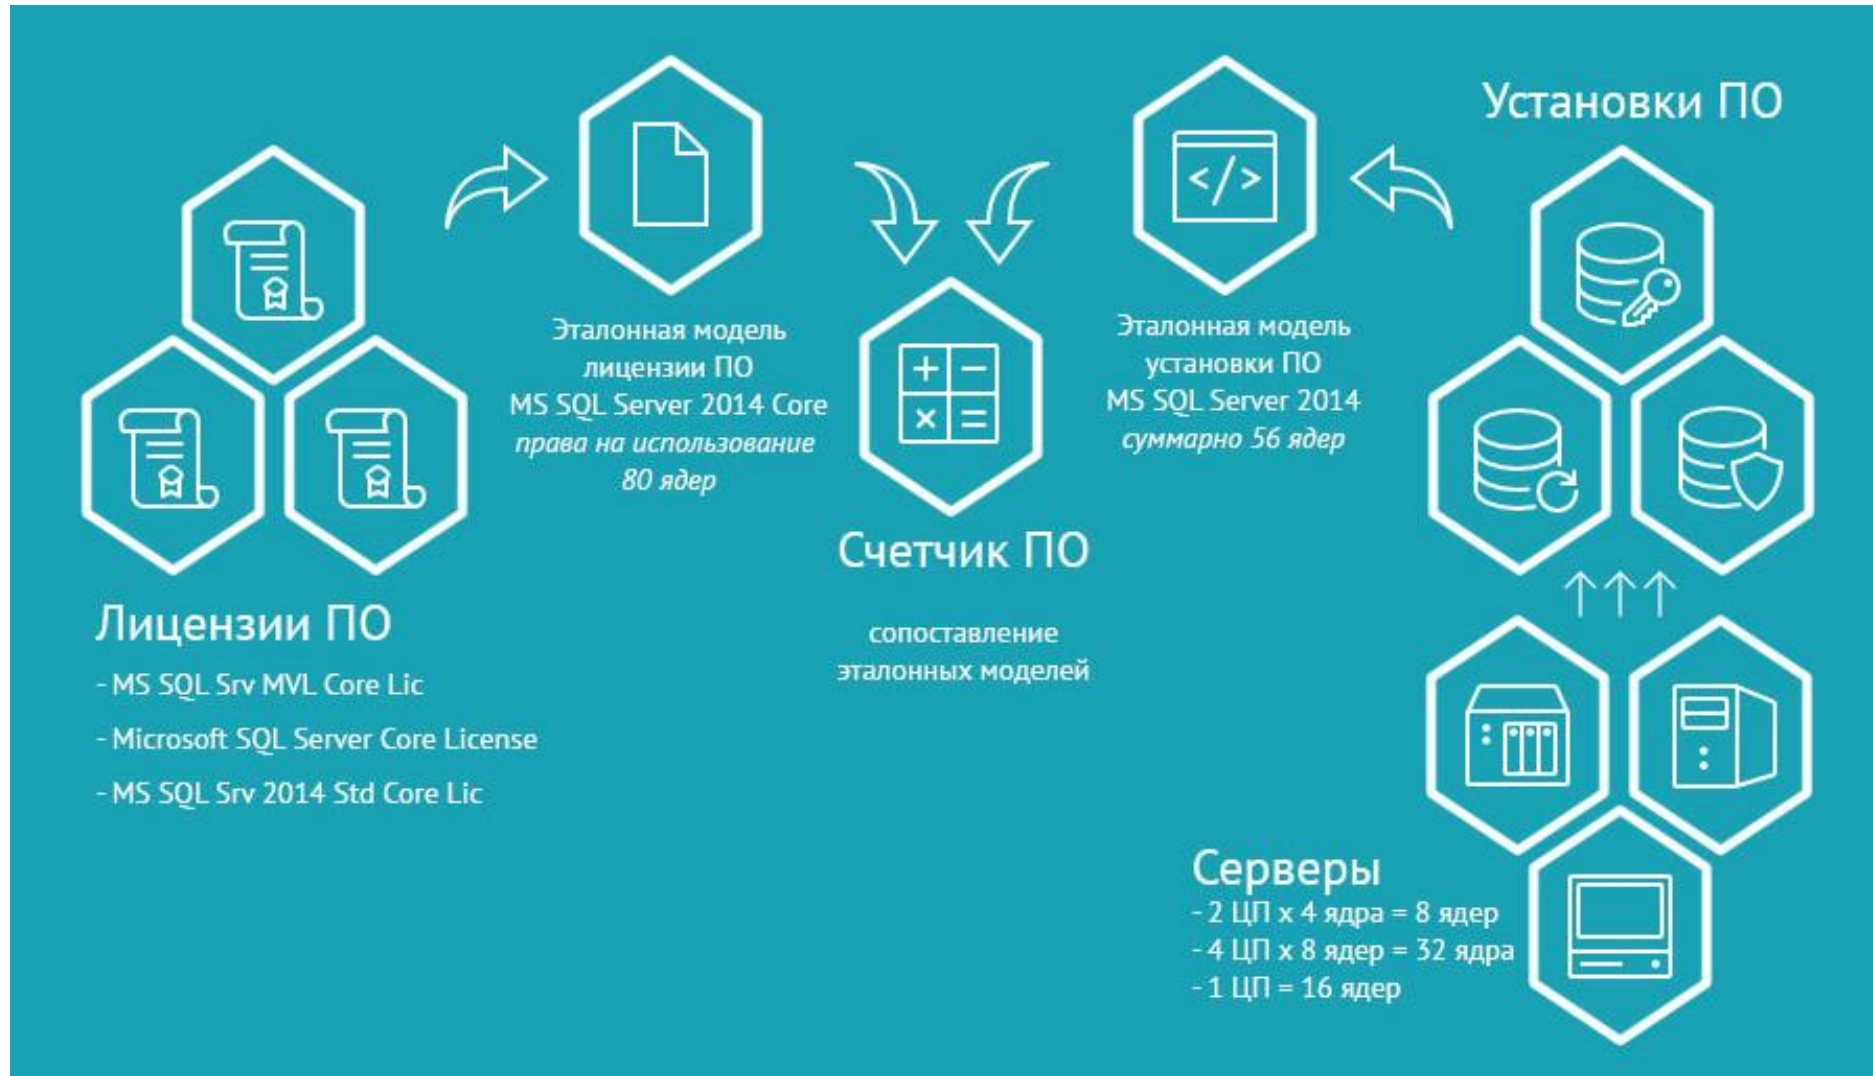 Установки ПО
Эталонная модель
лицензии ПО
MS SQL Server 2014 Core
права на использование
80 ядер
Эталонная модель
установки ПО
MS SQL Server 2014
суммарно 56 ядер
</>
+ −
× =
Счетчик ПО
сопоставление
эталонных моделей
Лицензии ПО
- MS SQL Srv MVL Core Lic
- Microsoft SQL Server Core License
- MS SQL Srv 2014 Std Core Lic
Серверы
- 2 ЦП x 4 ядра = 8 ядер
- 4 ЦП x 8 ядер = 32 ядра
- 1 ЦП = 16 ядер